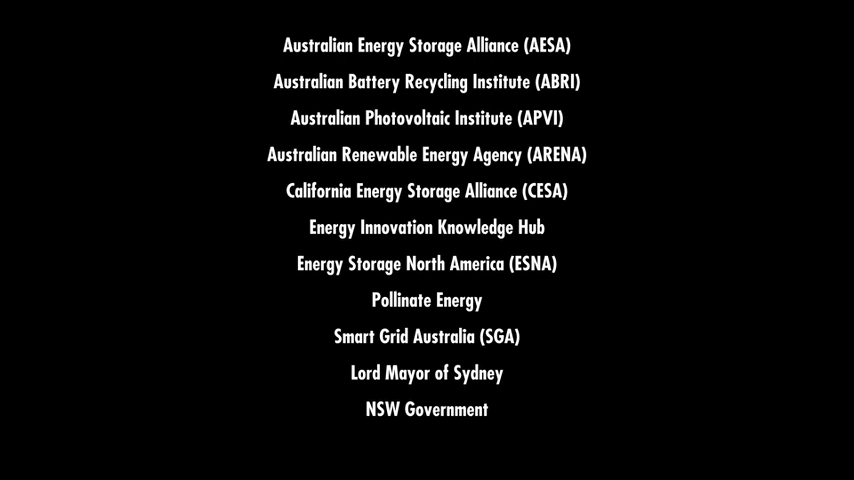 Australian Energy Storage Alliance (AESA)
Australian Battery Recycling Institute (ABRI)
Australian Photovoltaic Institute (APVI)
Australian Renewable Energy Agency (ARENA)
California Energy Storage Alliance (CESA)
Energy Innovation Knowledge Hub
Energy Storage North America (ESNA)
Pollinate Energy
Smart Grid Australia (SGA)
Lord Mayor of Sydney
NSW Government